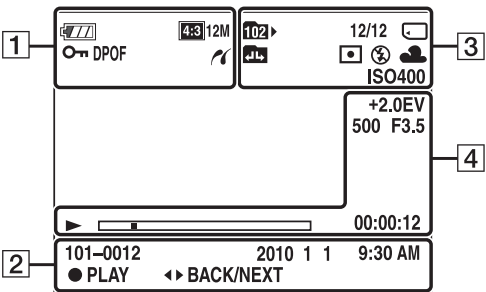 1
4:3 12M
DPOF
102
12/12
ISO400
3
+2.0EV
500 F3.5
4
00:00:12
2
101–0012 2010 1 1 9:30 AM
● PLAY ◂▸ BACK/NEXT